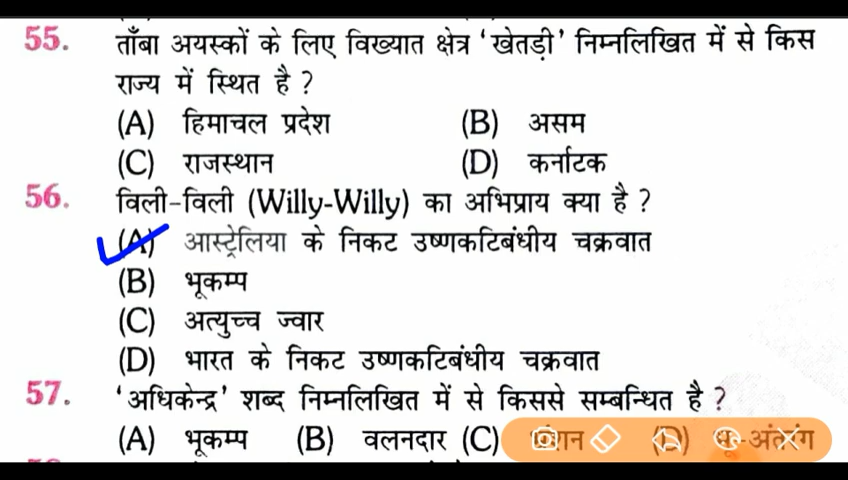 55. ताँबा अयस्कों के लिए विख्यात क्षेत्र ‘खेतड़ी’ निम्नलिखित में से किस
राज्य में स्थित है ?
(A) हिमाचल प्रदेश (B) असम
(C) राजस्थान (D) कर्नाटक
56. विली-विली (Willy-Willy) का अभिप्राय क्या है ?
(A) आस्ट्रेलिया के निकट उष्णकटिबंधीय चक्रवात
(B) भूकम्प
(C) अत्युच्च ज्वार
(D) भारत के निकट उष्णकटिबंधीय चक्रवात
57. ‘अधिकेन्द्र’ शब्द निम्नलिखित में से किससे सम्बन्धित है ?
(A) भूकम्प (B) वलनदार (C) (D) भू-अंतरंग